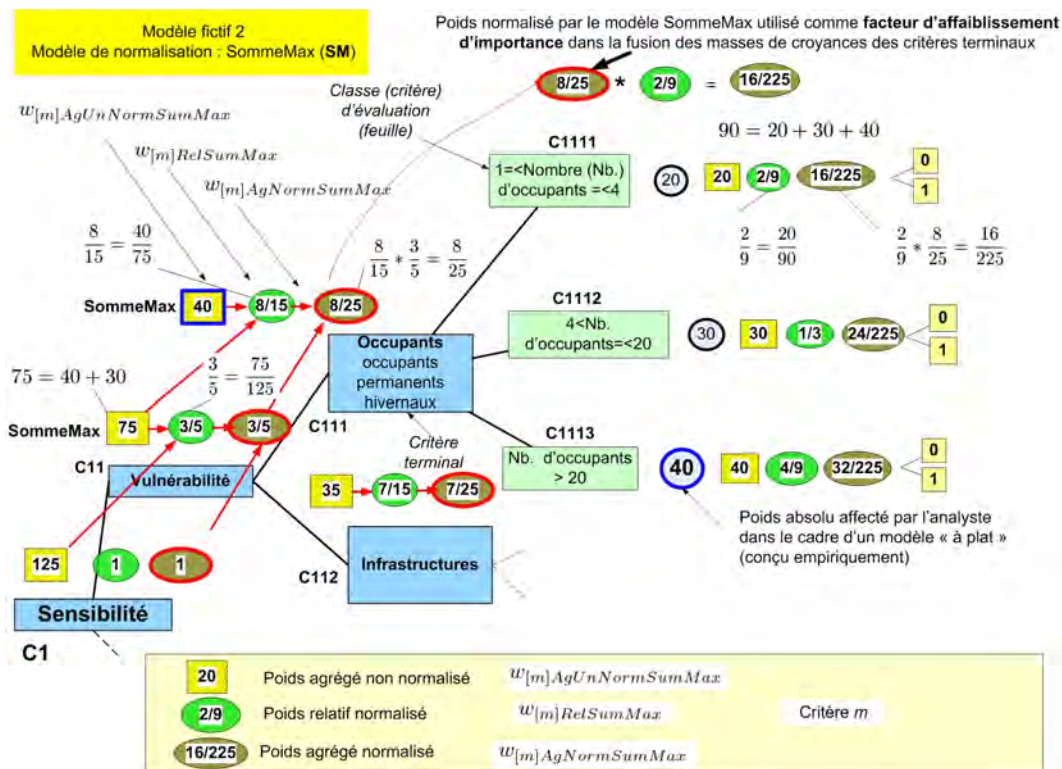 Modèle fictif 2
Modèle de normalisation : SommeMax (SM)
Poids normalisé par le modèle SommeMax utilisé comme facteur d'affaiblissement
d'importance dans la fusion des masses de croyances des critères terminaux
8/25 * 2/9 = 16/225
Classe (critère)
d'évaluation
(feuille)
w[m]AgUnNormSumMax
w[m]RelSumMax
w[m]AgNormSumMax
90 = 20 + 30 + 40
C1111
1=<Nombre (Nb.)
d'occupants =<4
20 20 2/9 16/225
0
1
2/9 = 20/90
2/9 * 8/25 = 16/225
8/15 = 40/75
8/15 * 3/5 = 8/25
SommeMax 40 8/15 8/25
C1112
4<Nb.
d'occupants=<20
30 30 1/3 24/225
0
1
Occupants
occupants
permanents
hivernaux
75 = 40 + 30
3/5 = 75/125
SommeMax 75 3/5 3/5
C111
Critère
terminal
C1113
Nb. d'occupants
> 20
40 40 4/9 32/225
0
1
C11
Vulnérabilité
35 7/15 7/25
Poids absolu affecté par l'analyste
dans le cadre d'un modèle « à plat »
(conçu empiriquement)
125 1 1
C112
Infrastructures
Sensibilité
C1
20 Poids agrégé non normalisé w[m]AgUnNormSumMax
2/9 Poids relatif normalisé w[m]RelSumMax Critère m
16/225 Poids agrégé normalisé w[m]AgNormSumMax